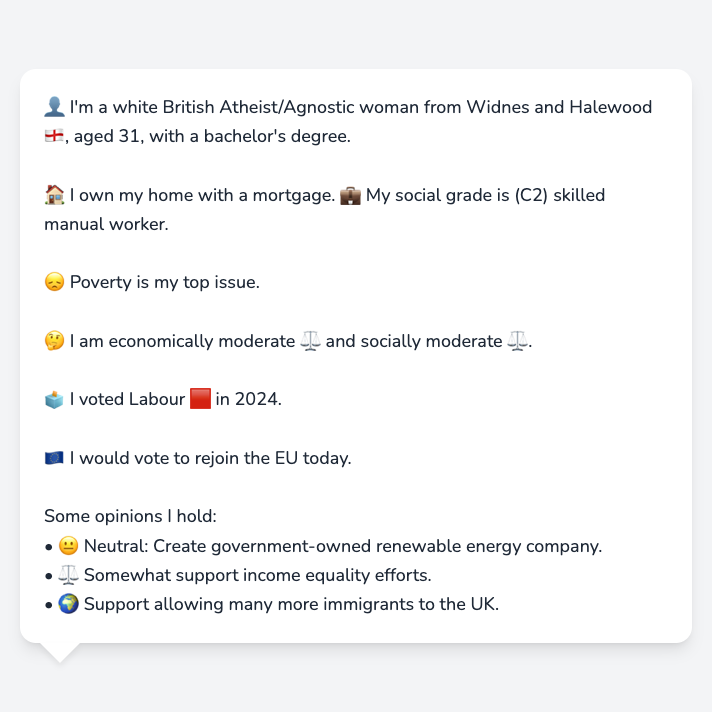 👤 I'm a white British Atheist/Agnostic woman from Widnes and Halewood
🏴󠁧󠁢󠁥󠁮󠁧󠁿, aged 31, with a bachelor's degree.
🏠 I own my home with a mortgage. 💼 My social grade is (C2) skilled
manual worker.
😞 Poverty is my top issue.
🤔 I am economically moderate ⚖️ and socially moderate ⚖️.
🗳️ I voted Labour 🟥 in 2024.
🇪🇺 I would vote to rejoin the EU today.
Some opinions I hold:
• 😐 Neutral: Create government-owned renewable energy company.
• ⚖️ Somewhat support income equality efforts.
• 🌍 Support allowing many more immigrants to the UK.